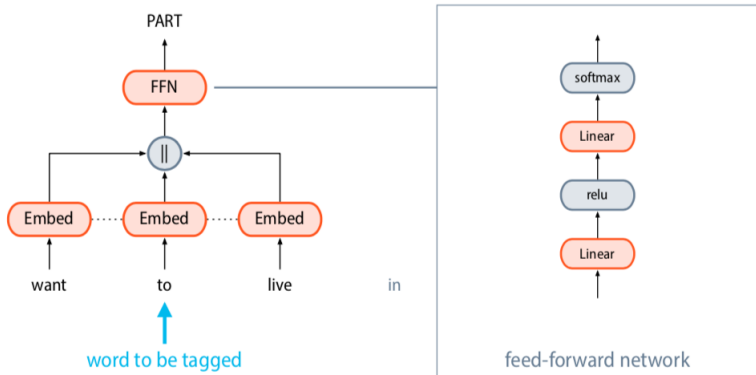 PART
FFN
||
Embed Embed Embed
want to live in
word to be tagged
softmax
Linear
relu
Linear
feed-forward network